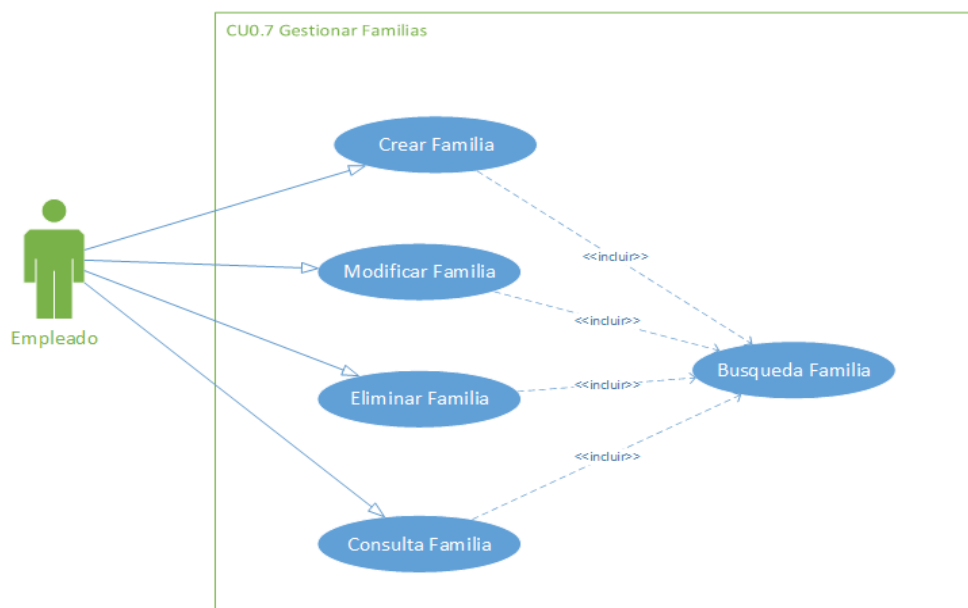 CU0.7 Gestionar Familias
Crear Familia
<<incluir>>
Modificar Familia
<<incluir>>
Empleado
Busqueda Familia
Eliminar Familia
<<incluir>>
<<incluir>>
Consulta Familia